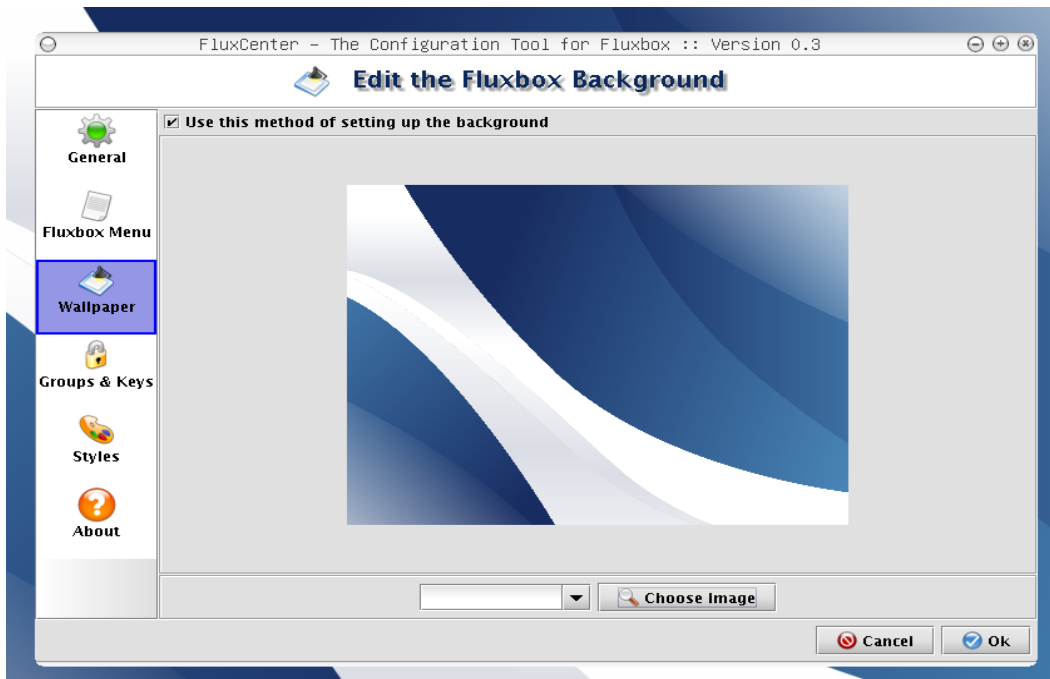 FluxCenter – The Configuration Tool for Fluxbox :: Version 0.3
Edit the Fluxbox Background
General
Fluxbox Menu
Wallpaper
Groups & Keys
Styles
About
Use this method of setting up the background
Choose Image
Cancel
Ok